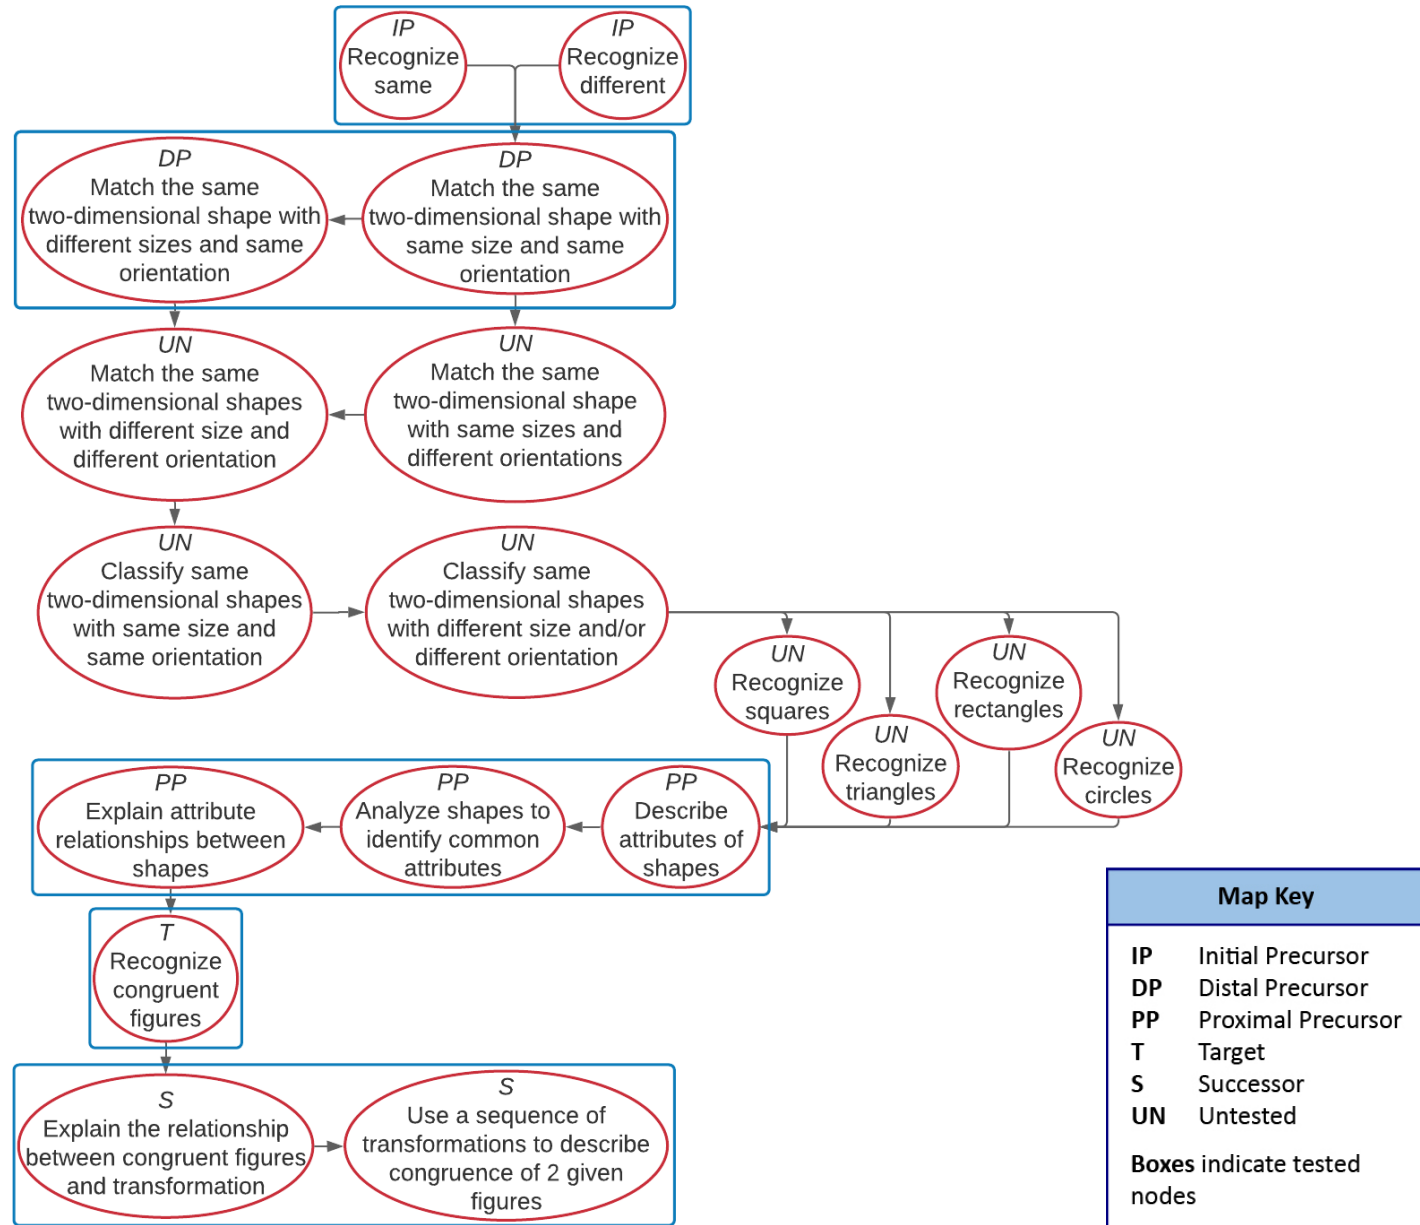 IP
Recognize
same
IP
Recognize
different
DP
Match the same
two-dimensional shape with
different sizes and same
orientation
DP
Match the same
two-dimensional shape with
same size and same
orientation
UN
Match the same
two-dimensional shapes
with different size and
different orientation
UN
Match the same
two-dimensional shape
with same sizes and
different orientations
UN
Classify same
two-dimensional shapes
with same size and
same orientation
UN
Classify same
two-dimensional shapes
with different size and/or
different orientation
UN
Recognize
squares
UN
Recognize
triangles
UN
Recognize
rectangles
UN
Recognize
circles
PP
Explain attribute
relationships between
shapes
PP
Analyze shapes to
identify common
attributes
PP
Describe
attributes of
shapes
T
Recognize
congruent
figures
S
Explain the relationship
between congruent figures
and transformation
S
Use a sequence of
transformations to describe
congruence of 2 given
figures
Map Key
IP Initial Precursor
DP Distal Precursor
PP Proximal Precursor
T Target
S Successor
UN Untested
Boxes indicate tested
nodes